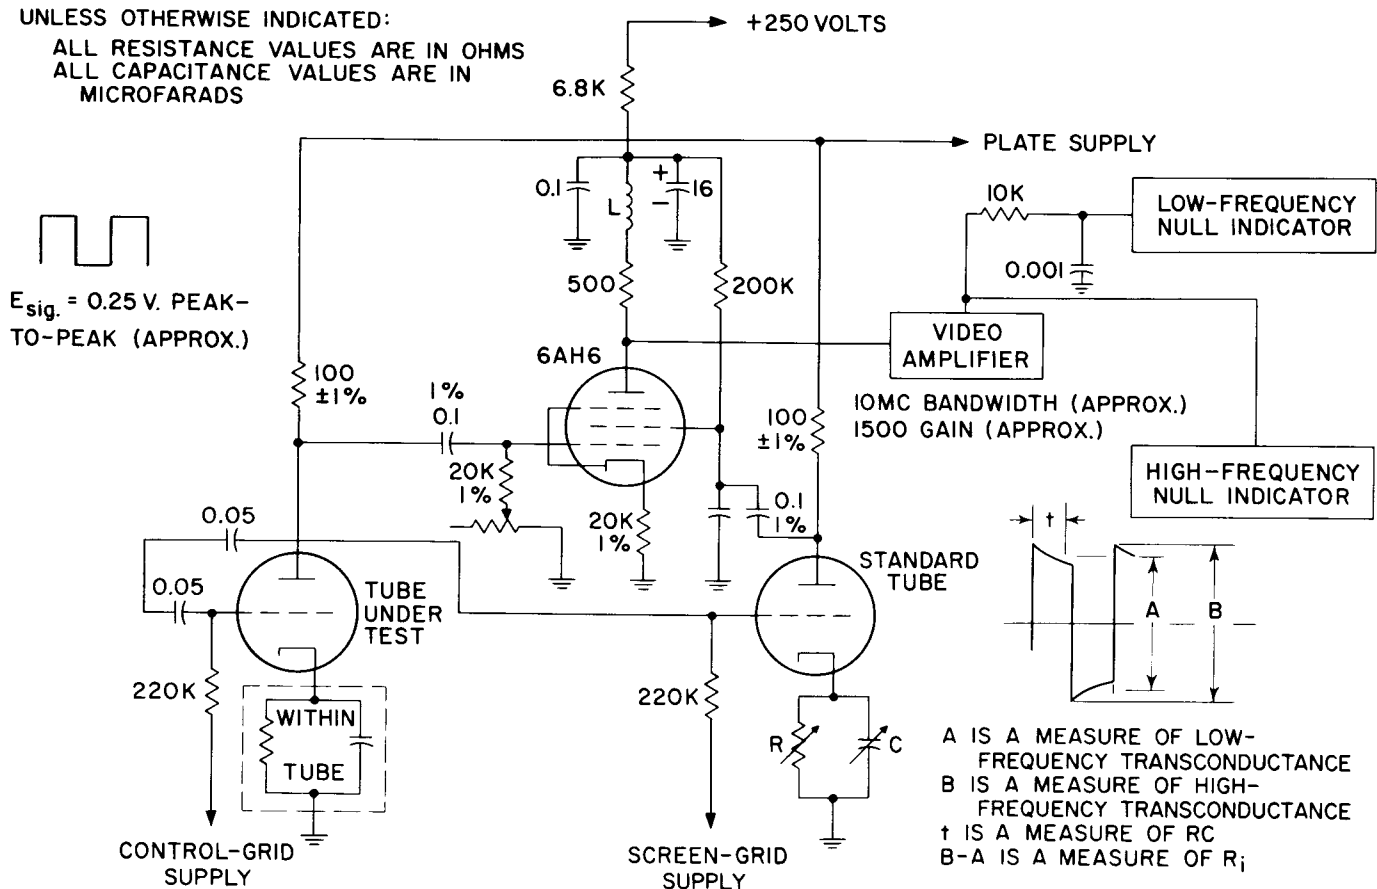 UNLESS OTHERWISE INDICATED:
ALL RESISTANCE VALUES ARE IN OHMS
ALL CAPACITANCE VALUES ARE IN
MICROFARADS
+250 VOLTS
6.8K
PLATE SUPPLY
0.1
L
+
−
16
10K
LOW-FREQUENCY
NULL INDICATOR
0.001
500
200K
E sig. = 0.25 V. PEAK-
TO-PEAK (APPROX.)
VIDEO
AMPLIFIER
6AH6
100
±1%
1%
0.1
100
±1%
10MC BANDWIDTH (APPROX.)
1500 GAIN (APPROX.)
HIGH-FREQUENCY
NULL INDICATOR
20K
1%
20K
1%
0.1
1%
0.05
0.05
TUBE
UNDER
TEST
STANDARD
TUBE
t
A
B
220K
WITHIN
TUBE
220K
R
C
CONTROL-GRID
SUPPLY
SCREEN-GRID
SUPPLY
A IS A MEASURE OF LOW-
FREQUENCY TRANSCONDUCTANCE
B IS A MEASURE OF HIGH-
FREQUENCY TRANSCONDUCTANCE
t IS A MEASURE OF RC
B-A IS A MEASURE OF Ri